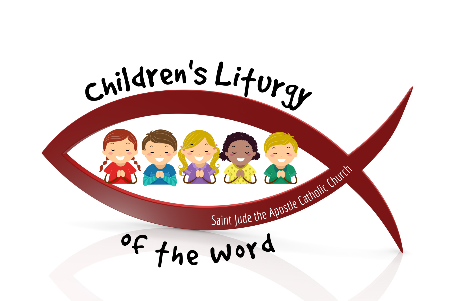 Children's Liturgy
Saint Jude the Apostle Catholic Church
of the Word